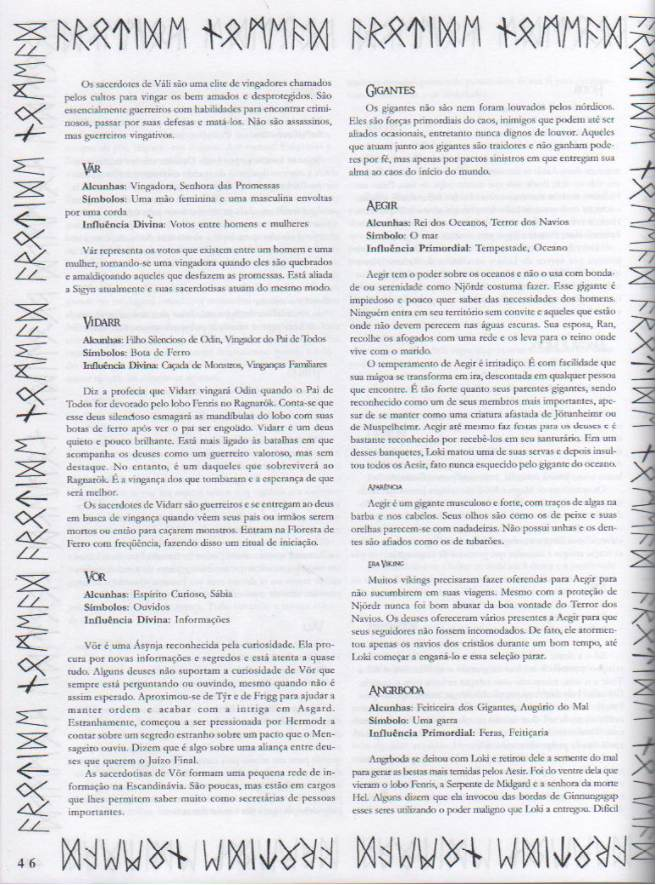 Os sacerdotes de Váli são uma elite de vingadores chamados
pelos cultos para vingar os bem amados e desprotegidos. São
essencialmente guerreiros com habilidades para encontrar crimi-
nosos, passar por suas defesas e matá-los. Não são assassinos,
mas guerreiros vingativos.
VÁR
Alcunhas: Vingadora, Senhora das Promessas
Símbolos: Uma mão feminina e uma masculina envoltas
por uma corda
Influência Divina: Votos entre homens e mulheres
Vár representa os votos que existem entre um homem e uma
mulher, tornando-se uma vingadora quando eles são quebrados
e amaldiçoando aqueles que desfazem as promessas. Está aliada
a Sigyn atualmente e suas sacerdotisas atuam do mesmo modo.
VIDARR
Alcunhas: Filho Silencioso de Odin, Vingador do Pai de Todos
Símbolos: Bota de Ferro
Influência Divina: Caçada de Monstros, Vinganças Familiares
Diz a profecia que Vidarr vingará Odin quando o Pai de
Todos for devorado pelo lobo Fenris no Ragnarök. Conta-se que
esse deus silencioso esmagará as mandíbulas do lobo com suas
botas de ferro após ver o pai ser engolido. Vidarr é um deus
quieto e pouco brilhante. Está mais ligado às batalhas em que
acompanha os deuses como um guerreiro valoroso, mas sem
destaque. No entanto, é um daqueles que sobreviverá ao
Ragnarök. É a vingança dos que tombaram e a esperança de que
será melhor.
Os sacerdotes de Vidarr são guerreiros e se entregam ao deus
em busca de vingança quando vêem seus pais ou irmãos serem
mortos ou então para caçarem monstros. Entram na Floresta de
Ferro com freqüência, fazendo disso um ritual de iniciação.
VÖR
Alcunhas: Espírito Curioso, Sábia
Símbolos: Ouvidos
Influência Divina: Informações
Vör é uma Ásynja reconhecida pela curiosidade. Ela pro-
cura por novas informações e segredos e está atenta a quase
tudo. Alguns deuses não suportam a curiosidade de Vör que
sempre está perguntando ou ouvindo, mesmo quando não é
assim esperado. Aproximou-se de Týr e de Frigg para ajudar a
manter ordem e acabar com a intriga em Asgard.
Estranhamente, começou a ser pressionada por Hermodr a
contar sobre um segredo estranho sobre um pacto que o Men-
sageiro ouviu. Dizem que é algo sobre uma aliança entre deu-
ses que querem o Juízo Final.
As sacerdotisas de Vör formam uma pequena rede de in-
formação na Escandinávia. São poucas, mas estão em cargos
que lhes permitem saber muito como secretárias de pessoas
importantes.
46
GIGANTES
Os gigantes não são nem foram louvados pelos nórdicos.
Eles são forças primordiais do caos, inimigos que podem até ser
aliados ocasionais, entretanto nunca dignos de louvor. Aqueles
que atuam junto aos gigantes são traidores e não ganham pode-
res por fé, mas apenas por pactos sinistros em que entregam sua
alma ao caos do início do mundo.
AEGIR
Alcunhas: Rei dos Oceanos, Terror dos Navios
Símbolo: O mar
Influência Primordial: Tempestade, Oceano
Aegir tem o poder sobre os oceanos e não o usa com bonda-
de ou serenidade como Njördr costuma fazer. Esse gigante é
impiedoso e pouco quer saber das necessidades dos homens.
Ninguém entra em seu território sem convite e aqueles que estão
onde não devem perecem nas águas escuras. Sua esposa, Ran,
recolhe os afogados com uma rede e os leva para o reino onde
vive com o marido.
O temperamento de Aegir é irritadiço. É com facilidade que
sua mágoa se transforma em ira, descontada em qualquer pessoa
que encontre. É tão forte quanto seus parentes gigantes, sendo
reconhecido como um de seus membros mais importantes, ape-
sar de se manter como uma criatura afastada de Jötunheimr ou
de Muspelheimr. Aegir até mesmo faz festas para os deuses e é
bastante reconhecido por recebê-los em seu santurário. Em um
desses banquetes, Loki matou uma de suas servas e depois insul-
tou todos os Aesir, fato nunca esquecido pelo gigante do oceano.
APARÊNCIA
Aegir é um gigante musculoso e forte, com traços de algas na
barba e nos cabelos. Seus olhos são como os de peixe e suas
orelhas parecem-se com nadadeiras. Não possui unhas e os den-
tes são afiados como os de tubarões.
ERA VIKING
Muitos vikings precisaram fazer oferendas para Aegir para
não sucumbirem em suas viagens. Mesmo com a proteção de
Njördr nunca foi bom abusar da boa vontade do Terror dos
Navios. Os deuses ofereceram vários presentes a Aegir para que
seus seguidores não fossem incomodados. De fato, ele atormen-
tou apenas os navios dos cristãos durante um bom tempo, até
Loki começar a enganá-lo e essa seleção parar.
ANGRBODA
Alcunhas: Feiticeira dos Gigantes, Augúrio do Mal
Símbolo: Uma garra
Influência Primordial: Feras, Feitiçaria
Angrboda se deitou com Loki e retirou dele a semente do mal
para gerar as bestas mais temidas pelos Aesir. Foi do ventre dela que
vieram o lobo Fenris, a Serpente de Midgard e a senhora da morte
Hel. Alguns dizem que ela invocou das bordas de Ginnungagap
esses seres utilizando o poder maligno que Loki a entregou. Difícil